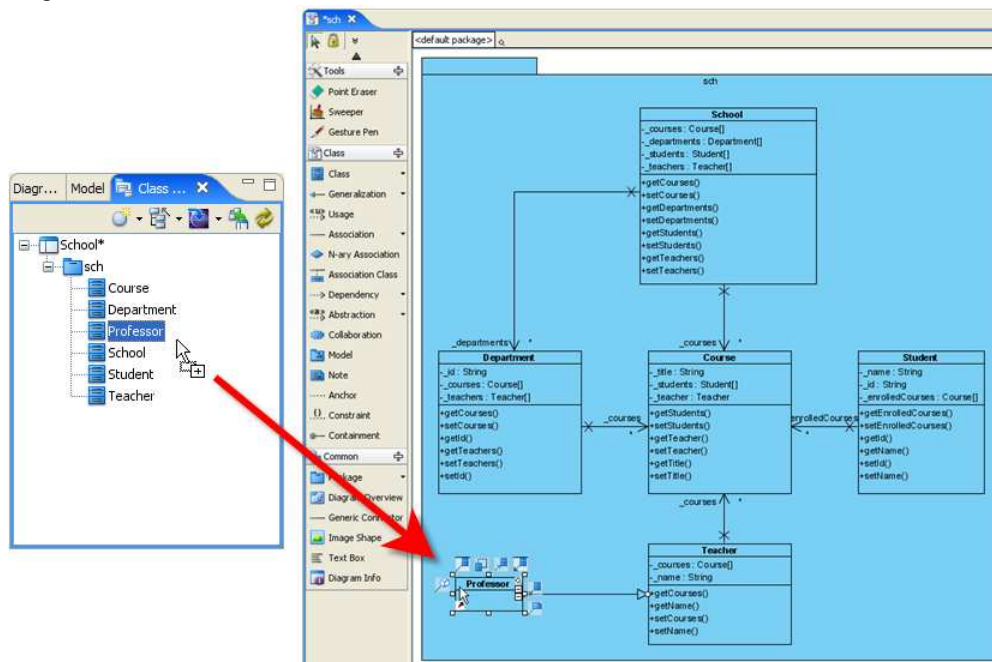 Diagr...
Model
Class ...
School*
sch
Course
Department
Professor
School
Student
Teacher
*sch
<default package>
Tools
Point Eraser
Sweeper
Gesture Pen
Class
Class
Generalization
Usage
Association
N-ary Association
Association Class
Dependency
Abstraction
Collaboration
Model
Note
Anchor
Constraint
Containment
Common
Package
Diagram Overview
Generic Connector
Image Shape
Text Box
Diagram Info
sch
School
-_courses : Course[]
-_departments : Department[]
-_students : Student[]
-_teachers : Teacher[]
+getCourses()
+setCourses()
+getDepartments()
+setDepartments()
+getStudents()
+setStudents()
+getTeachers()
+setTeachers()
_departments *
_courses *
Department
-_id : String
-_courses : Course[]
-_teachers : Teacher[]
+getCourses()
+setCourses()
+getId()
+getTeachers()
+setTeachers()
+setId()
_courses
*
Course
-_title : String
-_students : Student[]
-_teacher : Teacher
+getStudents()
+setStudents()
+getTeacher()
+setTeacher()
+getTitle()
+setTitle()
enrolledCourses
*
Student
-_name : String
-_id : String
-_enrolledCourses : Course[]
+getEnrolledCourses()
+setEnrolledCourses()
+getId()
+getName()
+setId()
+setName()
_courses *
Professor
Teacher
-_courses : Course[]
-_name : String
+getCourses()
+getName()
+setCourses()
+setName()